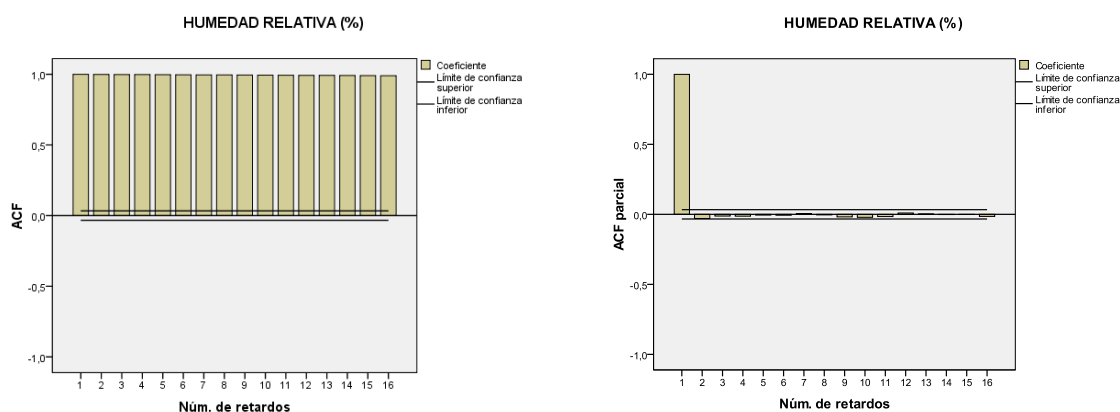 HUMEDAD RELATIVA (%)
Coeficiente
Límite de confianza
superior
Límite de confianza
inferior
1,0
0,5
0,0
-0,5
-1,0
ACF
1 2 3 4 5 6 7 8 9 10 11 12 13 14 15 16
Núm. de retardos
HUMEDAD RELATIVA (%)
Coeficiente
Límite de confianza
superior
Límite de confianza
inferior
1,0
0,5
0,0
-0,5
-1,0
ACF parcial
1 2 3 4 5 6 7 8 9 10 11 12 13 14 15 16
Núm. de retardos